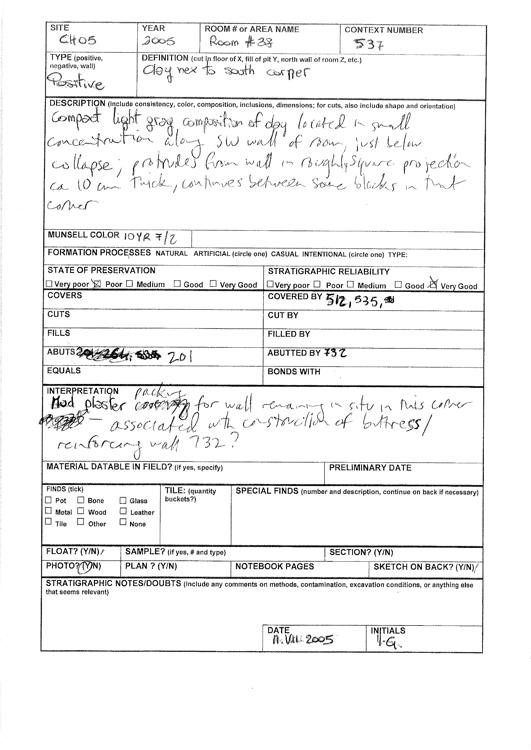 SITE YEAR ROOM # or AREA NAME CONTEXT NUMBER
CH05 2005 Room #38 537
TYPE (positive, negative, wall) DEFINITION (cut in floor of X, fill of pit Y, north wall of room Z, etc.)
Positive Clay nex to south corner
DESCRIPTION (include consistency, color, composition, inclusions, dimensions; for cuts, also include shape and orientation)
Compact light gray composition of clay located in small
concentration along SW wall of room, just below
collapse; protrudes from wall in roughly square projection
ca 10 cm thick, continues between some blocks in that
corner
MUNSELL COLOR 10YR 7/2
FORMATION PROCESSES NATURAL ARTIFICIAL (circle one) CASUAL INTENTIONAL (circle one) TYPE:
STATE OF PRESERVATION STRATIGRAPHIC RELIABILITY
Very poor Poor Medium Good Very Good Very poor Poor Medium Good Very Good
COVERS COVERED BY 512, 535,
CUTS CUT BY
FILLS FILLED BY
ABUTS 201 ABUTTED BY 732
EQUALS BONDS WITH
INTERPRETATION packing
Mud plaster for wall remaining in situ in this corner
– associated with construction of buttress/
reinforcing wall 732?
MATERIAL DATABLE IN FIELD? (if yes, specify) PRELIMINARY DATE
FINDS (tick) TILE: (quantity buckets?) SPECIAL FINDS (number and description, continue on back if necessary)
Pot Bone Glass
Metal Wood Leather
Tile Other None
FLOAT? (Y/N) / SAMPLE? (if yes, # and type) SECTION? (Y/N)
PHOTO? (Y/N) PLAN ? (Y/N) NOTEBOOK PAGES SKETCH ON BACK? (Y/N) /
STRATIGRAPHIC NOTES/DOUBTS (include any comments on methods, contamination, excavation conditions, or anything else
that seems relevant)
DATE INITIALS
2005